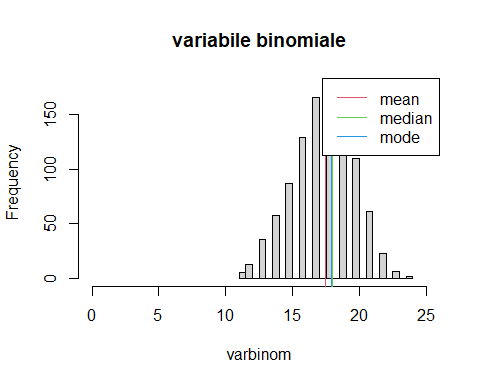 variabile binomiale
mean
median
mode
Frequency
150
100
50
0
0 5 10 15 20 25
varbinom